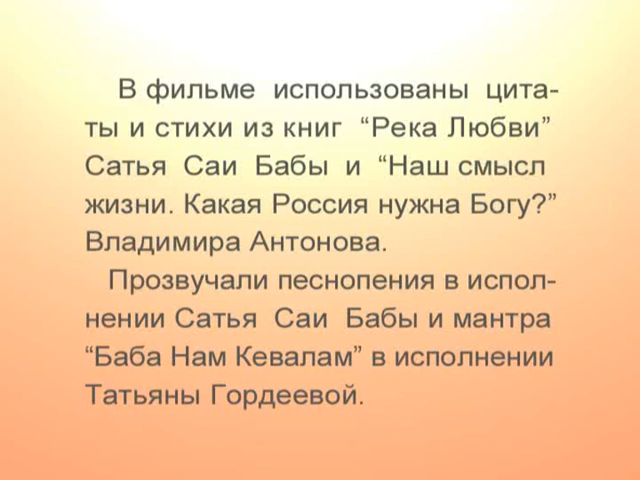 В фильме использованы цита-
ты и стихи из книг “Река Любви”
Сатья Саи Бабы и “Наш смысл
жизни. Какая Россия нужна Богу?”
Владимира Антонова.
Прозвучали песнопения в испол-
нении Сатья Саи Бабы и мантра
“Баба Нам Кевалам” в исполнении
Татьяны Гордеевой.